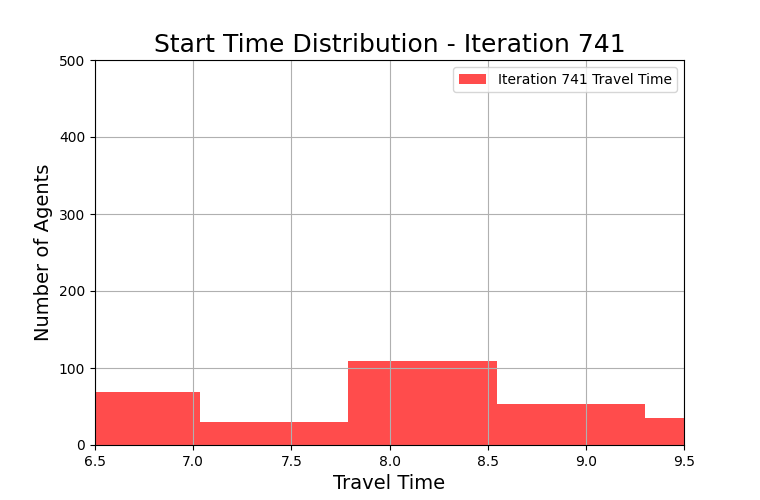 Start Time Distribution - Iteration 741
Iteration 741 Travel Time
Number of Agents
500
400
300
200
100
0
6.5 7.0 7.5 8.0 8.5 9.0 9.5
Travel Time